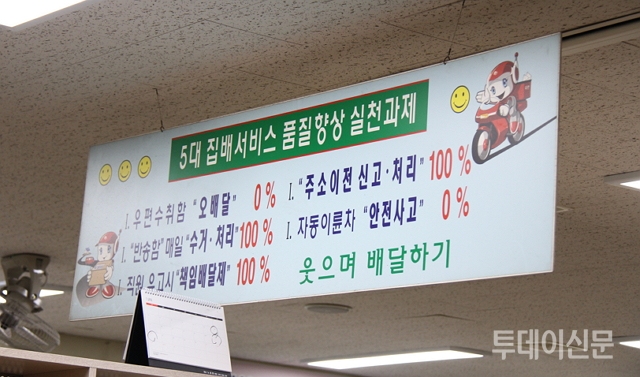 5대 집배서비스 품질향상 실천과제
I. 우편수취함 "오배달" 0 %
I. "반송함" 매일 "수거·처리" 100 %
I. 직원 유고시 "책임배달제" 100 %
I. "주소이전 신고·처리" 100 %
I. 자동이륜차 "안전사고" 0 %
웃으며 배달하기
투데이신문